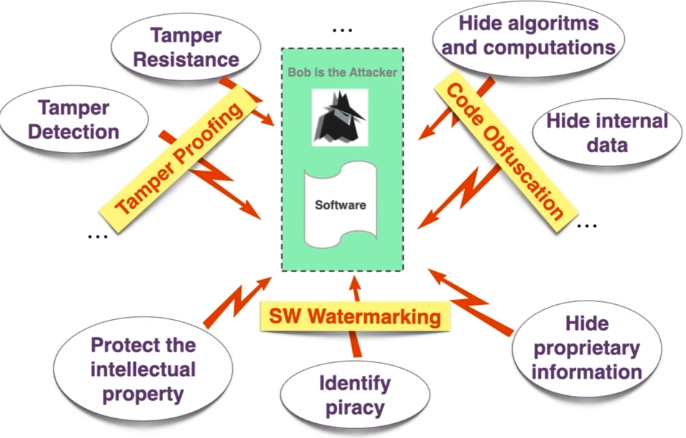 ...
Tamper
Resistance
Hide algoritms
and computations
Bob is the Attacker
Tamper
Detection
Tamper Proofing
Code Obfuscation
Hide internal
data
Software
...
...
SW Watermarking
Protect the
intellectual
property
Identify
piracy
Hide
proprietary
information